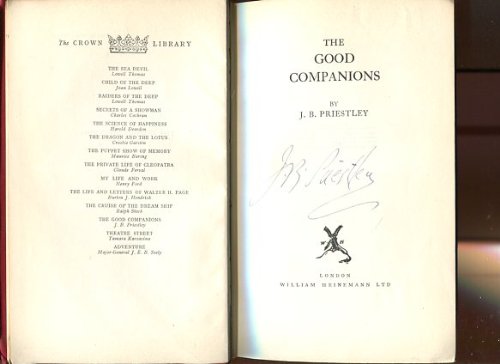 The CROWN LIBRARY
THE SEA DEVIL
Lowell Thomas
CHILD OF THE DEEP
Joan Lowell
RAIDERS OF THE DEEP
Lowell Thomas
SECRETS OF A SHOWMAN
Charles Cochran
THE SCIENCE OF HAPPINESS
Harold Dearden
THE DRAGON AND THE LOTUS
Crosbie Garstin
THE PUPPET SHOW OF MEMORY
Maurice Baring
THE PRIVATE LIFE OF CLEOPATRA
Claude Ferval
MY LIFE AND WORK
Henry Ford
THE LIFE AND LETTERS OF WALTER H. PAGE
Burton J. Hendrick
THE CRUISE OF THE DREAM SHIP
Ralph Stock
THE GOOD COMPANIONS
J. B. Priestley
THEATRE STREET
Tamara Karsavina
ADVENTURE
Major-General J. E. B. Seely
THE
GOOD
COMPANIONS
BY
J. B. PRIESTLEY
J.B. Priestley
LONDON
WILLIAM HEINEMANN LTD